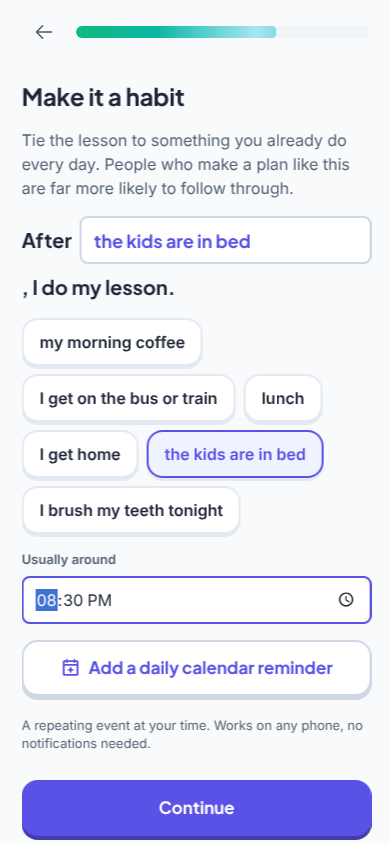 Make it a habit
Tie the lesson to something you already do
every day. People who make a plan like this
are far more likely to follow through.
After the kids are in bed
, I do my lesson.
my morning coffee
I get on the bus or train lunch
I get home the kids are in bed
I brush my teeth tonight
Usually around
08:30 PM
Add a daily calendar reminder
A repeating event at your time. Works on any phone, no
notifications needed.
Continue